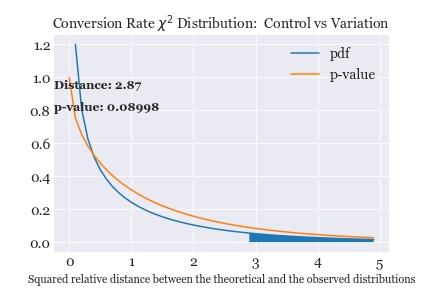 Conversion Rate χ² Distribution: Control vs Variation
1.2
1.0
0.8
0.6
0.4
0.2
0.0
Distance: 2.87
p-value: 0.08998
pdf
p-value
0 1 2 3 4 5
Squared relative distance between the theoretical and the observed distributions